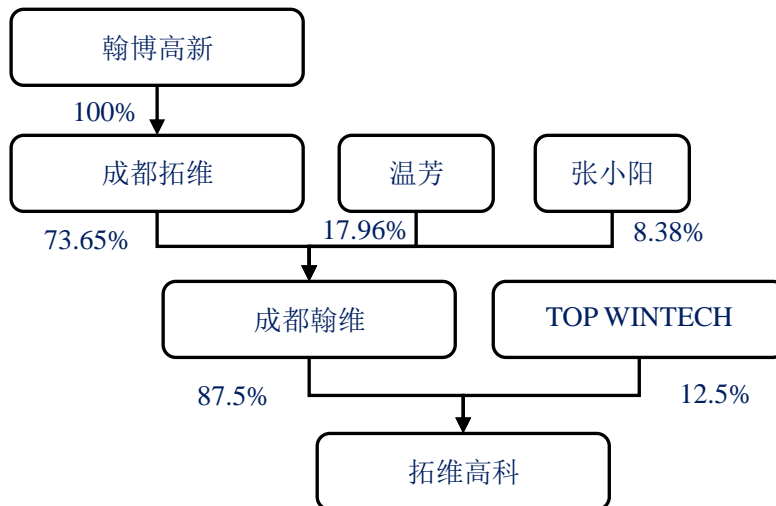 翰博高新
100%
成都拓维
温芳
张小阳
73.65%
17.96%
8.38%
成都翰维
TOP WINTECH
87.5%
12.5%
拓维高科